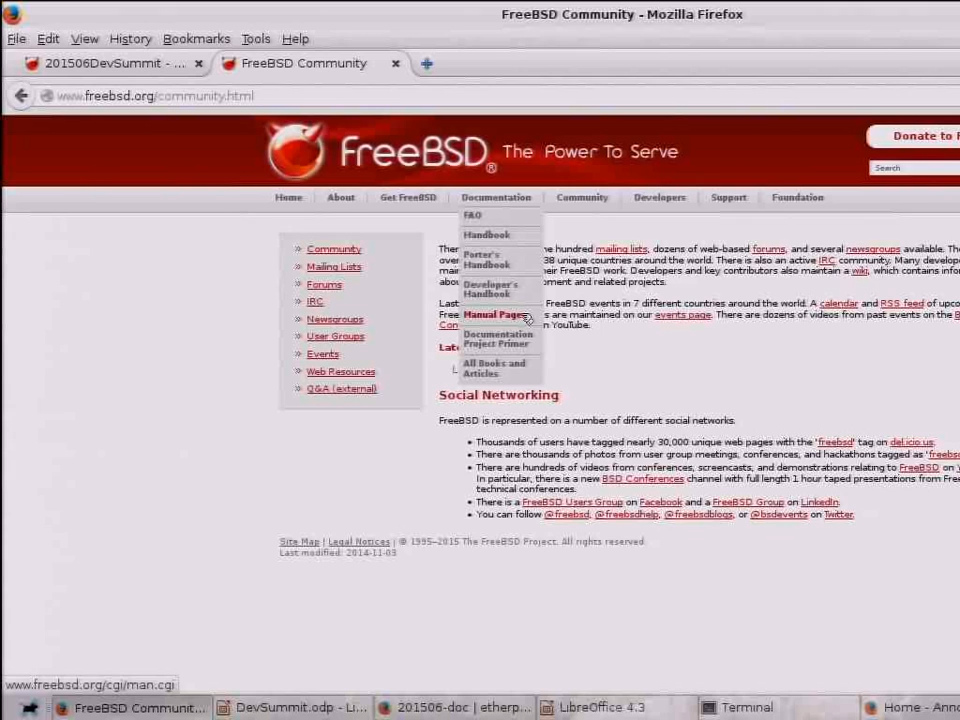 FreeBSD Community - Mozilla Firefox
File Edit View History Bookmarks Tools Help
201506DevSummit - ... FreeBSD Community
www.freebsd.org/community.html
FreeBSD® The Power To Serve
Donate to
Search
Home About Get FreeBSD Documentation Community Developers Support Foundation
FAQ
Handbook
Porter's
Handbook
Developer's
Handbook
Manual Pages
Documentation
Project Primer
All Books and
Articles
» Community
» Mailing Lists
» Forums
» IRC
» Newsgroups
» User Groups
» Events
» Web Resources
» Q&A (external)
hundred mailing lists, dozens of web-based forums, and several newsgroups available.
38 unique countries around the world. There is also an active IRC community. Many
FreeBSD work. Developers and key contributors also maintain a wiki, which contains
and related projects.
Last FreeBSD events in 7 different countries around the world. A calendar and RSS feed of
are maintained on our events page. There are dozens of videos from past events on the
on YouTube.
Social Networking
FreeBSD is represented on a number of different social networks.
• Thousands of users have tagged nearly 30,000 unique web pages with the 'freebsd' tag on del.icio.us.
• There are thousands of photos from user group meetings, conferences, and hackathons tagged as
• There are hundreds of videos from conferences, screencasts, and demonstrations relating to FreeBSD on
In particular, there is a new BSD Conferences channel with full length 1 hour taped presentations from
technical conferences.
• There is a FreeBSD Users Group on Facebook and a FreeBSD Group on LinkedIn.
• You can follow @freebsd, @freebsdhelp, @freebsdblogs, or @bsdevents on Twitter.
Site Map | Legal Notices | © 1995–2015 The FreeBSD Project. All rights reserved
Last modified: 2014-11-03
www.freebsd.org/cgi/man.cgi
FreeBSD Communit... DevSummit.odp - Li... 201506-doc | etherp... LibreOffice 4.3 Terminal Home - Anno